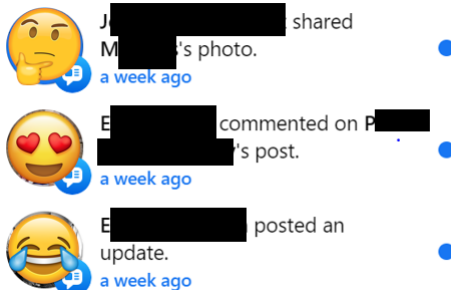 shared
's photo.
a week ago
commented on
's post.
a week ago
posted an
update.
a week ago